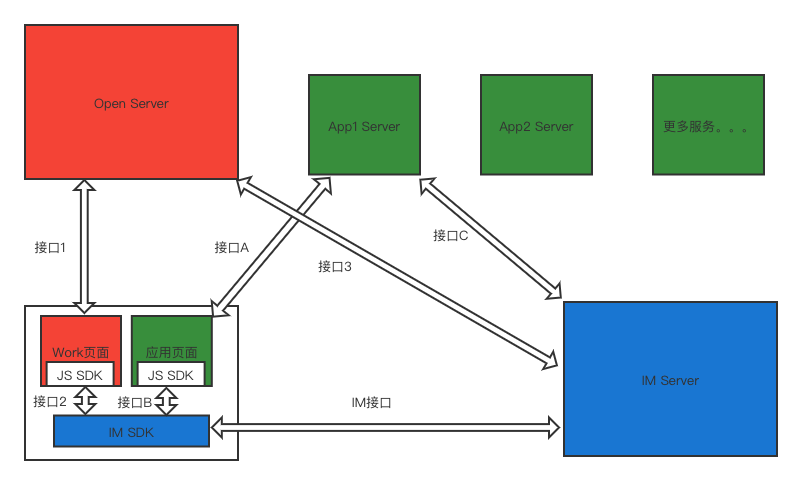 Open Server
App1 Server
App2 Server
更多服务。。。
接口1
接口A
接口C
接口3
Work页面
应用页面
JS SDK
JS SDK
接口2
接口B
IM SDK
IM接口
IM Server